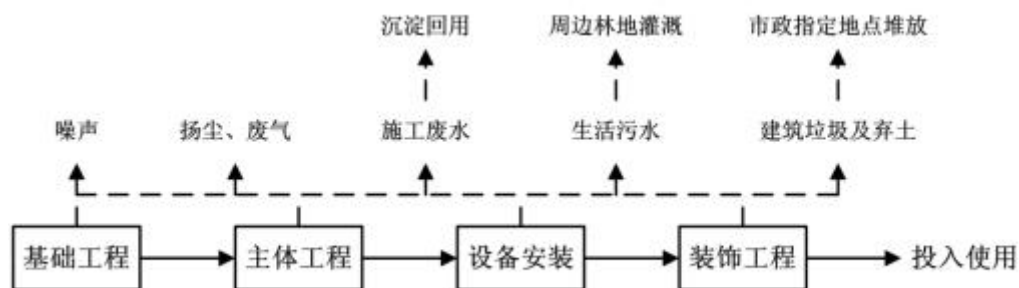 沉淀回用 周边林地灌溉 市政指定地点堆放
噪声 扬尘、废气 施工废水 生活污水 建筑垃圾及弃土
基础工程 主体工程 设备安装 装饰工程 投入使用